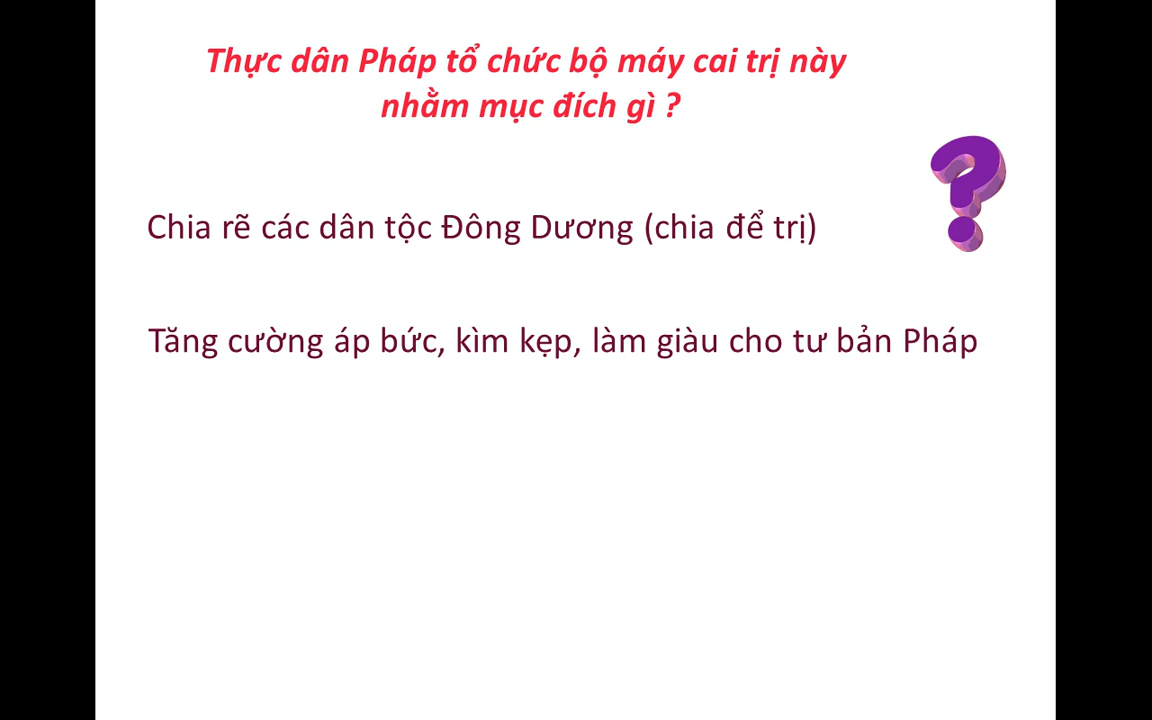 Thực dân Pháp tổ chức bộ máy cai trị này
nhằm mục đích gì ?
Chia rẽ các dân tộc Đông Dương (chia để trị)
Tăng cường áp bức, kìm kẹp, làm giàu cho tư bản Pháp